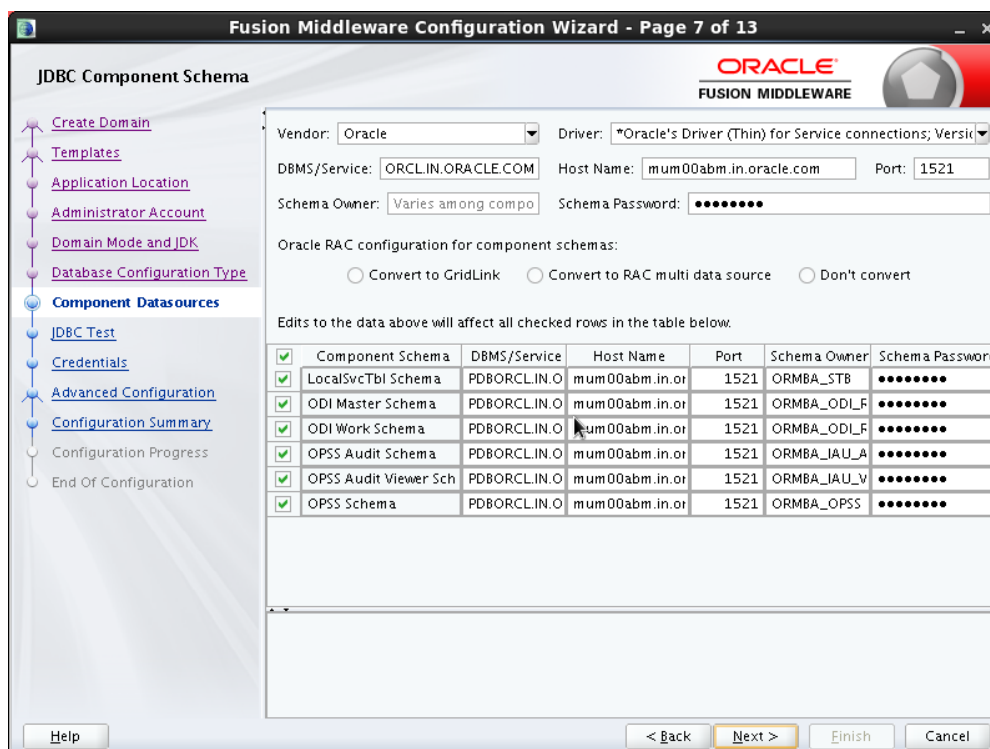 Fusion Middleware Configuration Wizard - Page 7 of 13
JDBC Component Schema
ORACLE
FUSION MIDDLEWARE
Create Domain
Templates
Application Location
Administrator Account
Domain Mode and JDK
Database Configuration Type
Component Datasources
JDBC Test
Credentials
Advanced Configuration
Configuration Summary
Configuration Progress
End Of Configuration
Vendor: Oracle Driver: *Oracle's Driver (Thin) for Service connections; Versic
DBMS/Service: ORCL.IN.ORACLE.COM Host Name: mum00abm.in.oracle.com Port: 1521
Schema Owner: Varies among compo Schema Password: ●●●●●●●●
Oracle RAC configuration for component schemas:
Convert to GridLink Convert to RAC multi data source Don't convert
Edits to the data above will affect all checked rows in the table below.
Component Schema DBMS/Service Host Name Port Schema Owner Schema Passwor
LocalSvcTbl Schema PDBORCL.IN.O mum00abm.in.or 1521 ORMBA_STB ●●●●●●●●
ODI Master Schema PDBORCL.IN.O mum00abm.in.or 1521 ORMBA_ODI_R ●●●●●●●●
ODI Work Schema PDBORCL.IN.O mum00abm.in.or 1521 ORMBA_ODI_R ●●●●●●●●
OPSS Audit Schema PDBORCL.IN.O mum00abm.in.or 1521 ORMBA_IAU_A ●●●●●●●●
OPSS Audit Viewer Sch PDBORCL.IN.O mum00abm.in.or 1521 ORMBA_IAU_V ●●●●●●●●
OPSS Schema PDBORCL.IN.O mum00abm.in.or 1521 ORMBA_OPSS ●●●●●●●●
Help < Back Next > Finish Cancel